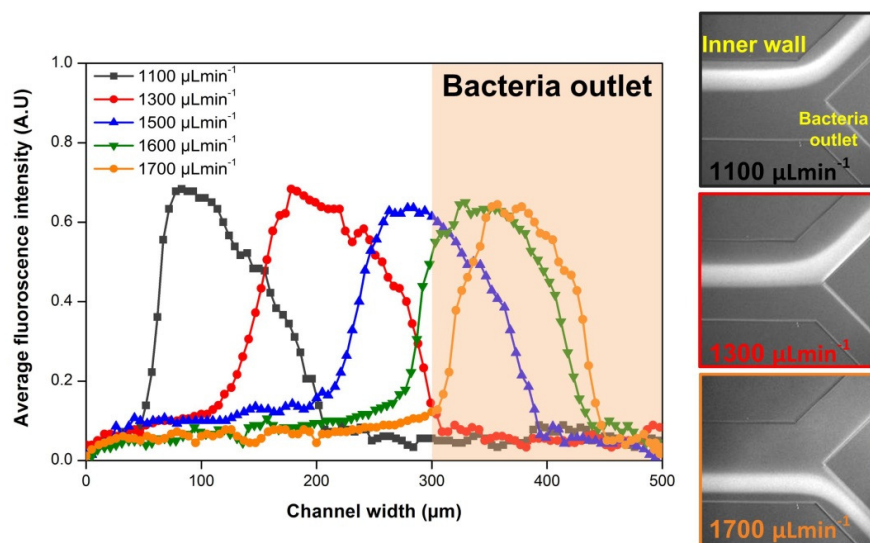 1100 µLmin⁻¹
1300 µLmin⁻¹
1500 µLmin⁻¹
1600 µLmin⁻¹
1700 µLmin⁻¹
Bacteria outlet
Average fluorescence intensity (A.U)
1.0
0.8
0.6
0.4
0.2
0.0
0
100
200
300
400
500
Channel width (µm)
Inner wall
Bacteria
outlet
1100 µLmin⁻¹
1300 µLmin⁻¹
1700 µLmin⁻¹